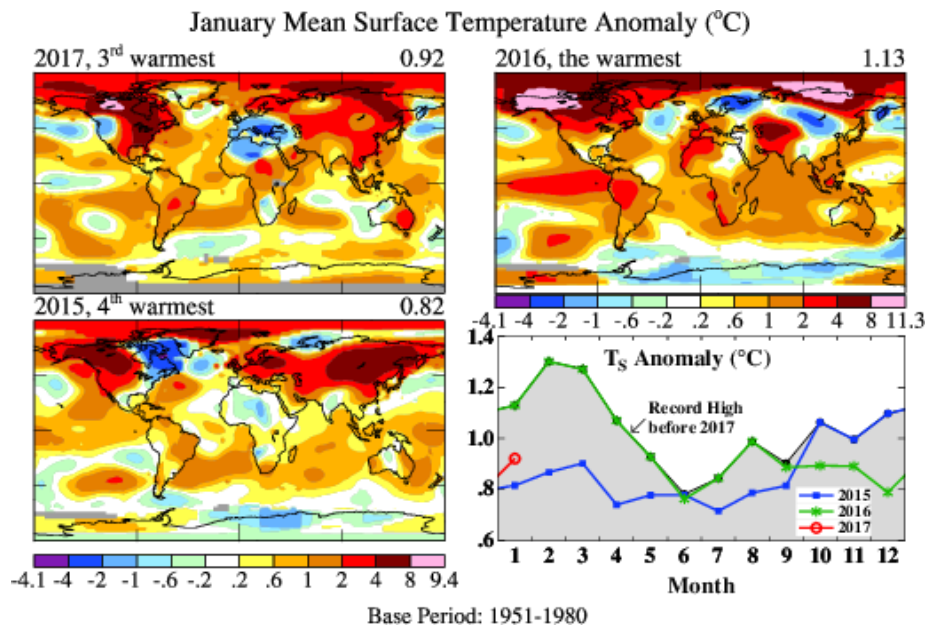 January Mean Surface Temperature Anomaly (°C)
2017, 3rd warmest 0.92
2016, the warmest 1.13
2015, 4th warmest 0.82
-4.1 -4 -2 -1 -.6 -.2 .2 .6 1 2 4 8 11.3
-4.1 -4 -2 -1 -.6 -.2 .2 .6 1 2 4 8 9.4
TS Anomaly (°C)
1.4
1.2
1.0
.8
.6
Record High
before 2017
2015
2016
2017
1 2 3 4 5 6 7 8 9 10 11 12
Month
Base Period: 1951-1980